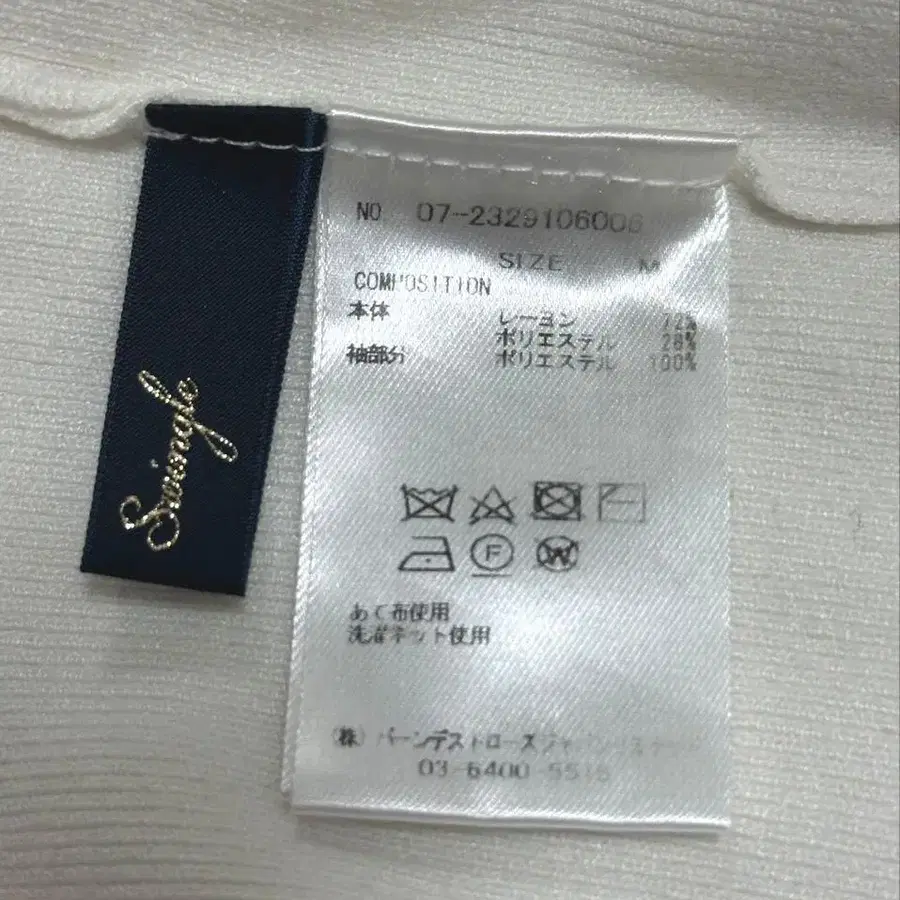 Swingle
NO 07-2329106006
SIZE M
COMPOSITION
本体 レーヨン 72%
ポリエステル 28%
袖部分 ポリエステル 100%
F
W
あて布使用
洗濯ネット使用
(株) バーンデストローズジャパンリミテッド
03-6400-5515